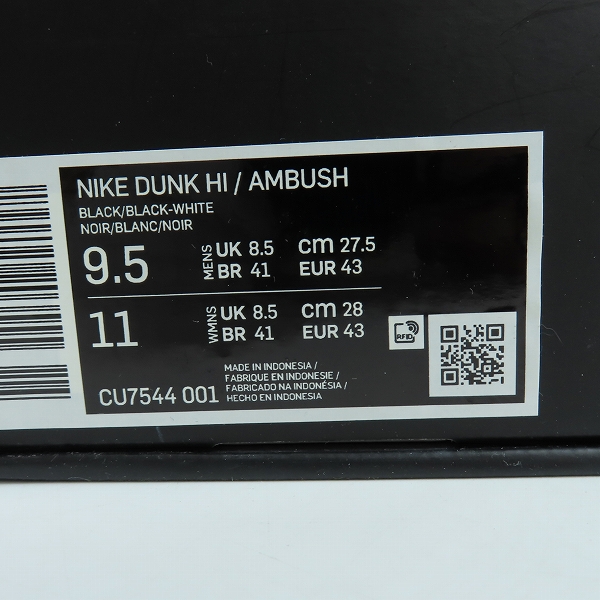 NIKE DUNK HI / AMBUSH
BLACK/BLACK-WHITE
NOIR/BLANC/NOIR
9.5 MENS UK 8.5 cm 27.5
BR 41 EUR 43
11 WMNS UK 8.5 cm 28
BR 41 EUR 43
RFID
CU7544 001
MADE IN INDONESIA /
FABRIQUE EN INDONESIE /
FABRICADO NA INDONÉSIA /
HECHO EN INDONESIA